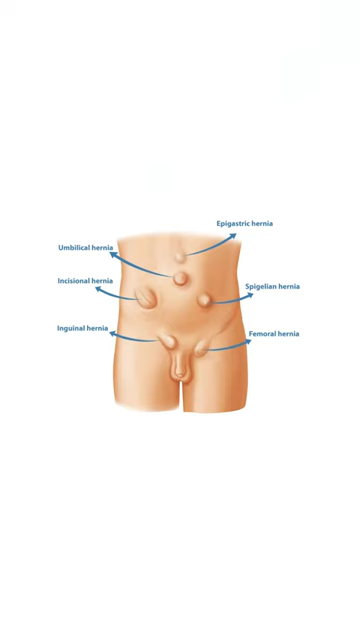 Epigastric hernia
Umbilical hernia
Incisional hernia
Spigelian hernia
Inguinal hernia
Femoral hernia